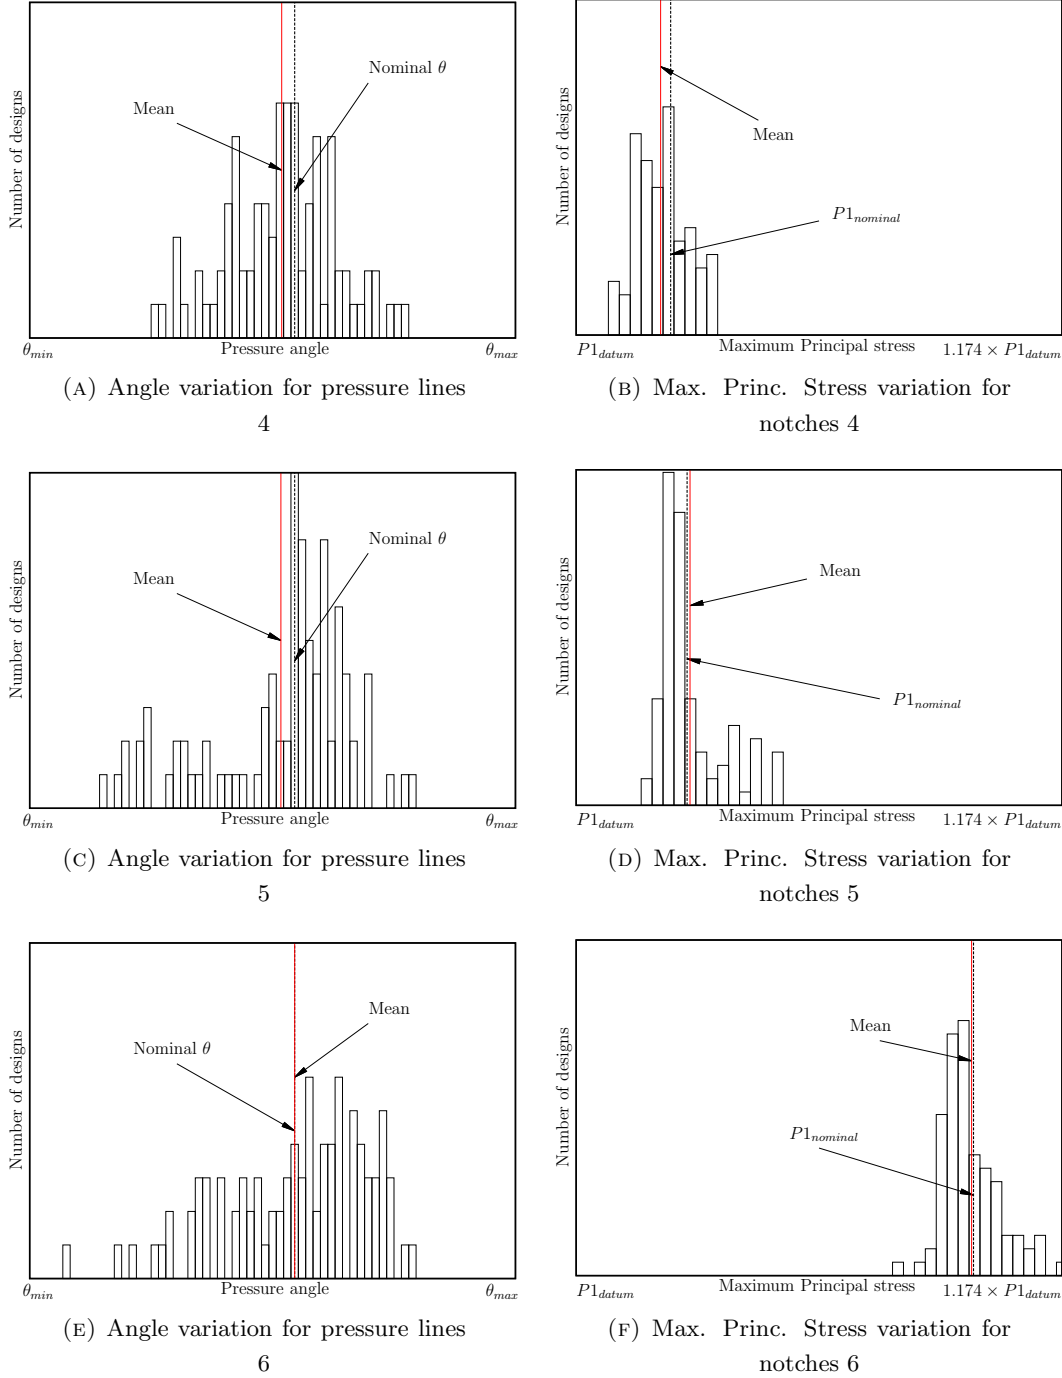 Number of designs
Mean
Nominal θ
θmin
Pressure angle
θmax
(A) Angle variation for pressure lines
4
Number of designs
Mean
P1nominal
P1datum
Maximum Principal stress
1.174 × P1datum
(B) Max. Princ. Stress variation for
notches 4
Number of designs
Mean
Nominal θ
θmin
Pressure angle
θmax
(C) Angle variation for pressure lines
5
Number of designs
Mean
P1nominal
P1datum
Maximum Principal stress
1.174 × P1datum
(D) Max. Princ. Stress variation for
notches 5
Number of designs
Mean
Nominal θ
θmin
Pressure angle
θmax
(E) Angle variation for pressure lines
6
Number of designs
Mean
P1nominal
P1datum
Maximum Principal stress
1.174 × P1datum
(F) Max. Princ. Stress variation for
notches 6